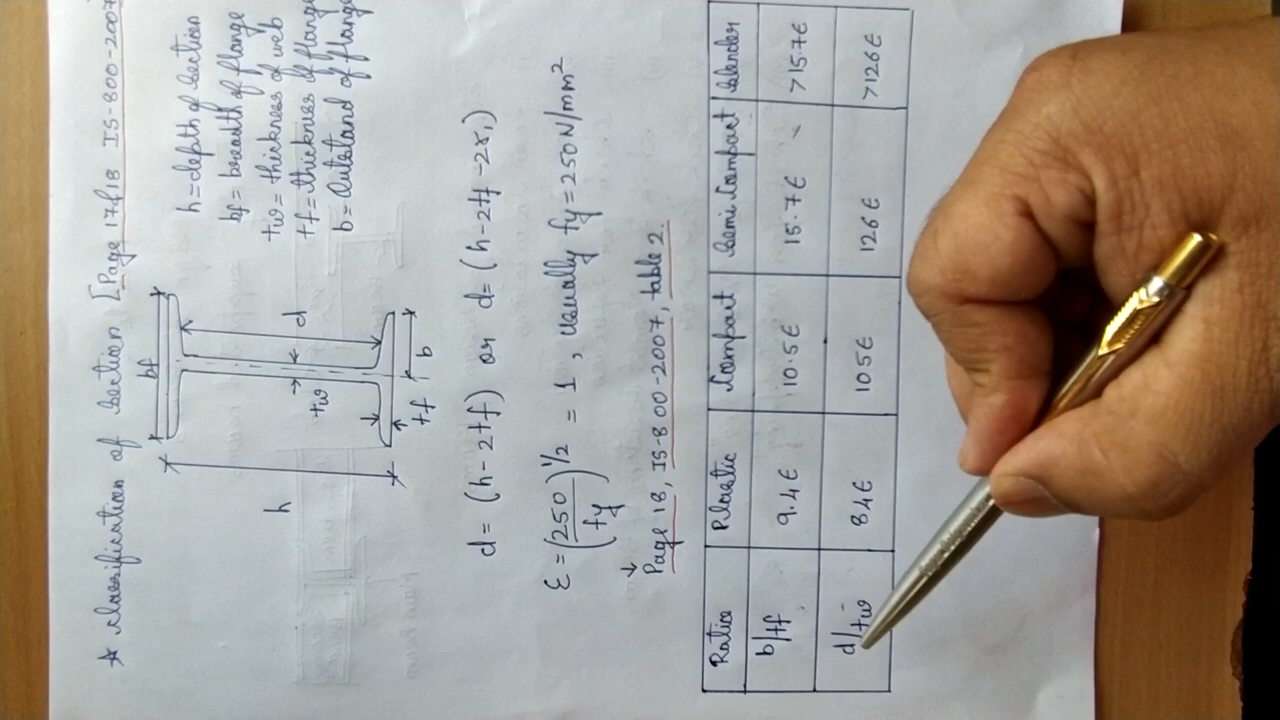 * Classification of Section [Page 17&18 IS-800-2007
bf
h
d
tw
tf
b
h = depth of Section
bf = breadth of flange
tw = thickness of web
tf = thickness of flange
b = Outstand of flange
d = (h-2tf) or d = (h-2tf-2r₁)
ε = (250/fy)^1/2 = 1, Usually fy = 250N/mm²
↓
Page 18, IS-800-2007, table 2.
Ratio Plastic Compact Semi Compact Slender
b/tf 9.4ε 10.5ε 15.7ε >15.7ε
d/tw 84ε 105ε 126ε >126ε